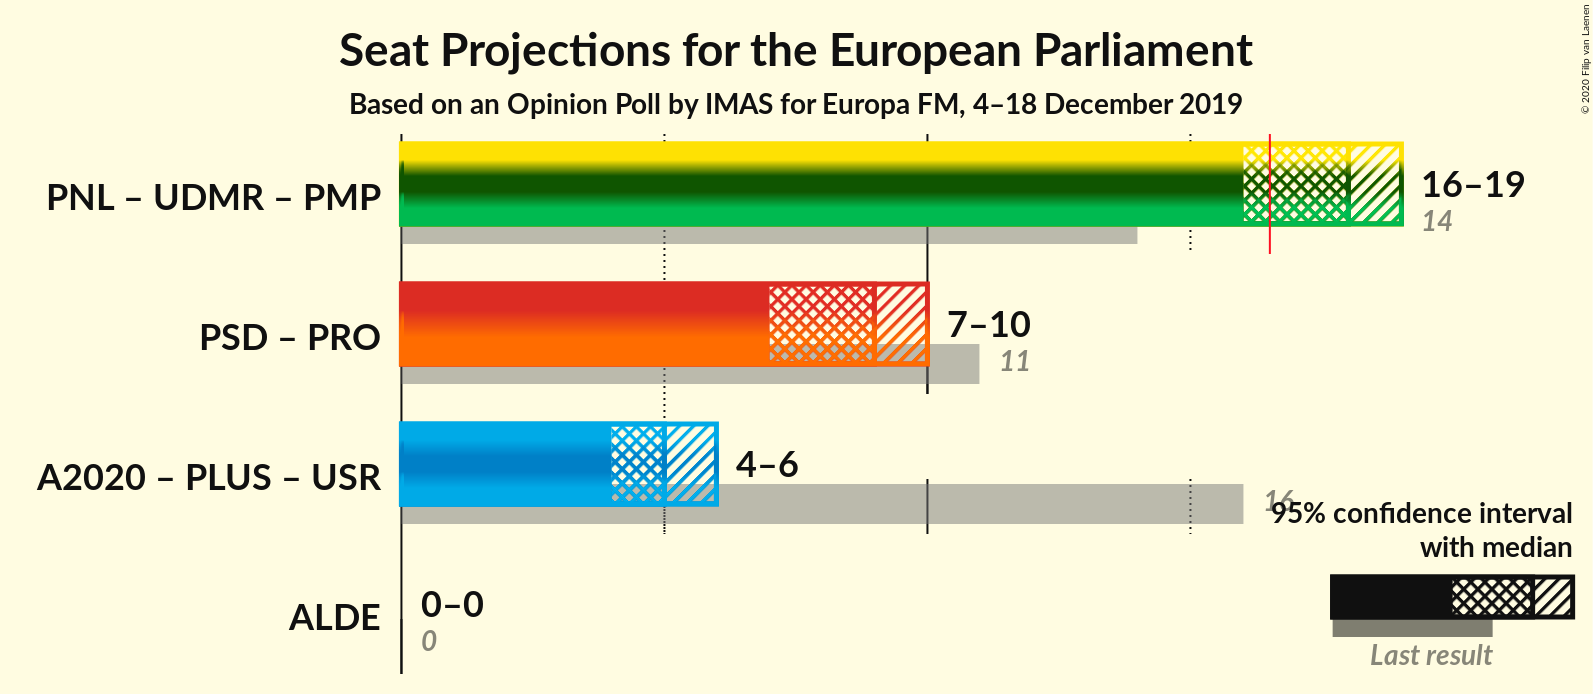 Seat Projections for the European Parliament
Based on an Opinion Poll by IMAS for Europa FM, 4–18 December 2019
© 2020 Filip van Laenen
PNL – UDMR – PMP
16–19
14
PSD – PRO
7–10
11
A2020 – PLUS – USR
4–6
16
95% confidence interval
with median
Last result
ALDE
0–0
0